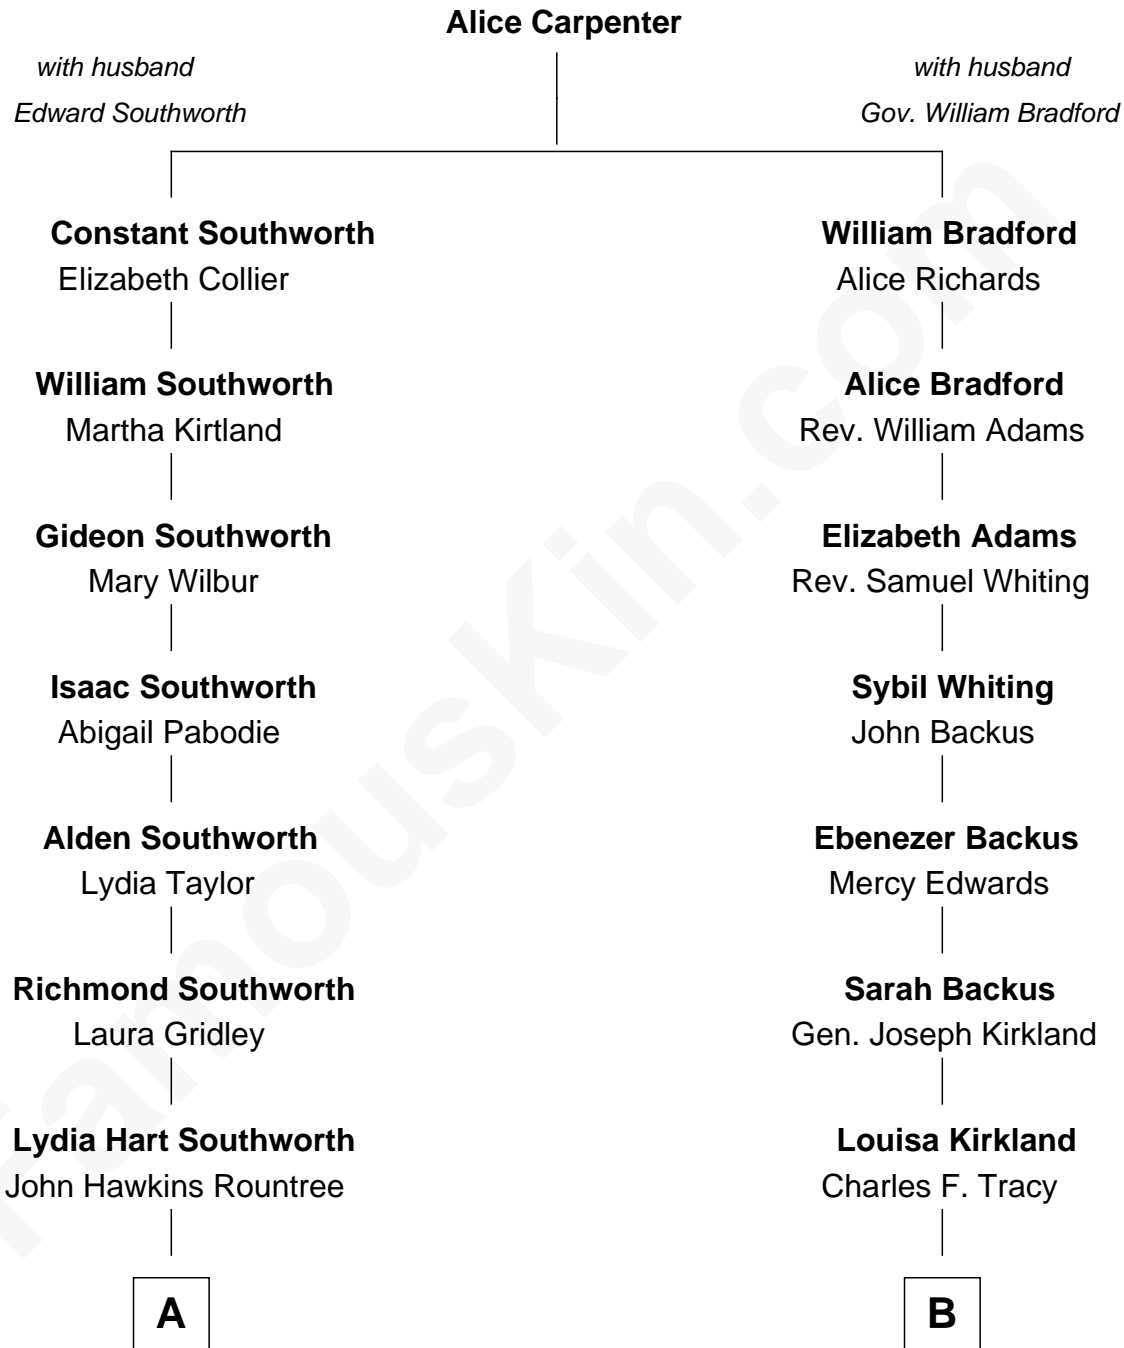 Alice Carpenter
with husband
Edward Southworth
with husband
Gov. William Bradford
Constant Southworth
Elizabeth Collier
William Bradford
Alice Richards
William Southworth
Martha Kirtland
Alice Bradford
Rev. William Adams
Gideon Southworth
Mary Wilbur
Elizabeth Adams
Rev. Samuel Whiting
Isaac Southworth
Abigail Pabodie
Sybil Whiting
John Backus
Alden Southworth
Lydia Taylor
Ebenezer Backus
Mercy Edwards
Richmond Southworth
Laura Gridley
Sarah Backus
Gen. Joseph Kirkland
Lydia Hart Southworth
John Hawkins Rountree
Louisa Kirkland
Charles F. Tracy
A
B
FamousKin.com